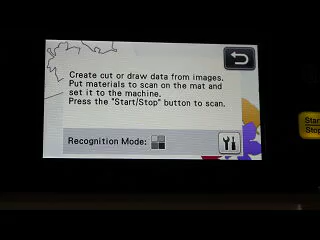 Create cut or draw data from images.
Put materials to scan on the mat and
set it to the machine.
Press the "Start/Stop" button to scan.
Recognition Mode:
Start
Stop